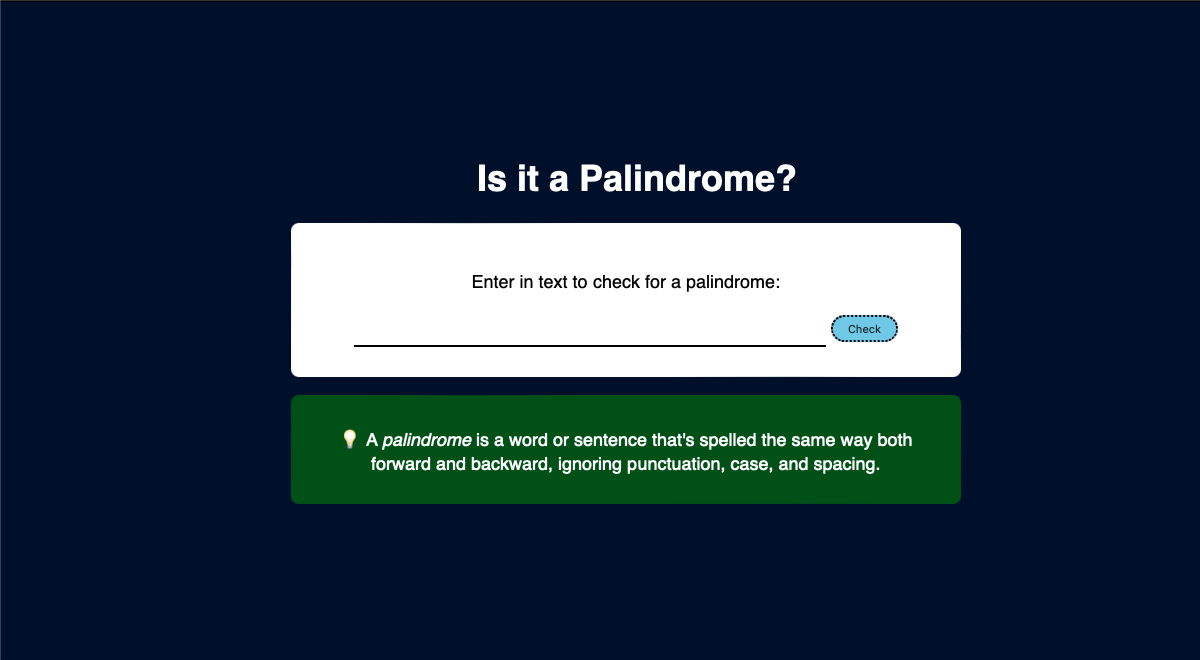 Is it a Palindrome?
Enter in text to check for a palindrome:
Check
💡 A palindrome is a word or sentence that's spelled the same way both
forward and backward, ignoring punctuation, case, and spacing.